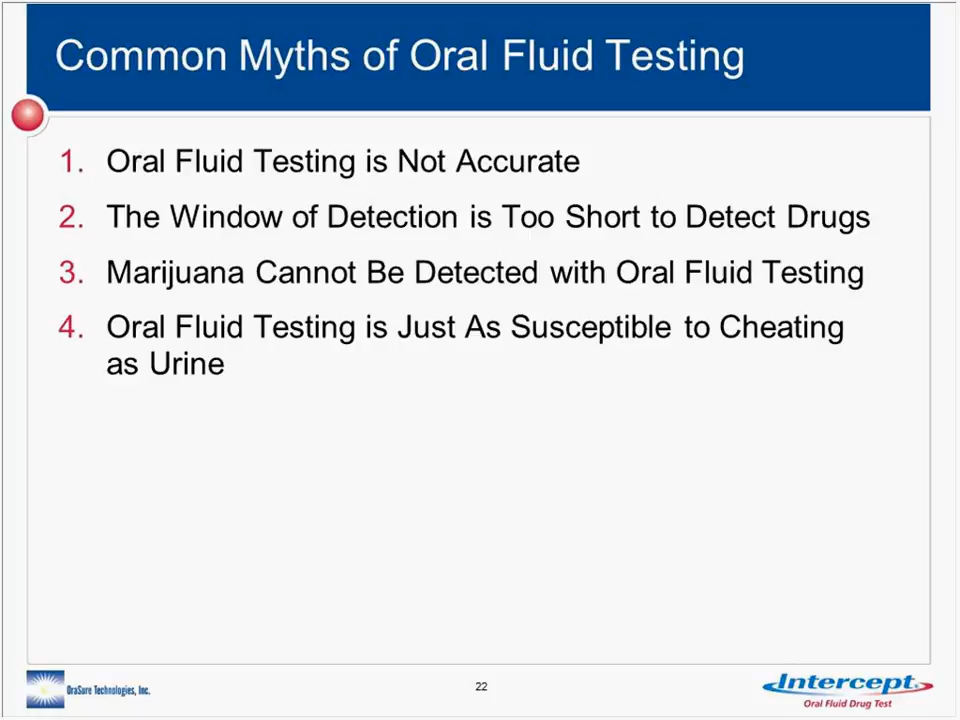 Common Myths of Oral Fluid Testing
1. Oral Fluid Testing is Not Accurate
2. The Window of Detection is Too Short to Detect Drugs
3. Marijuana Cannot Be Detected with Oral Fluid Testing
4. Oral Fluid Testing is Just As Susceptible to Cheating
as Urine
OraSure Technologies, Inc.
22
Intercept
Oral Fluid Drug Test